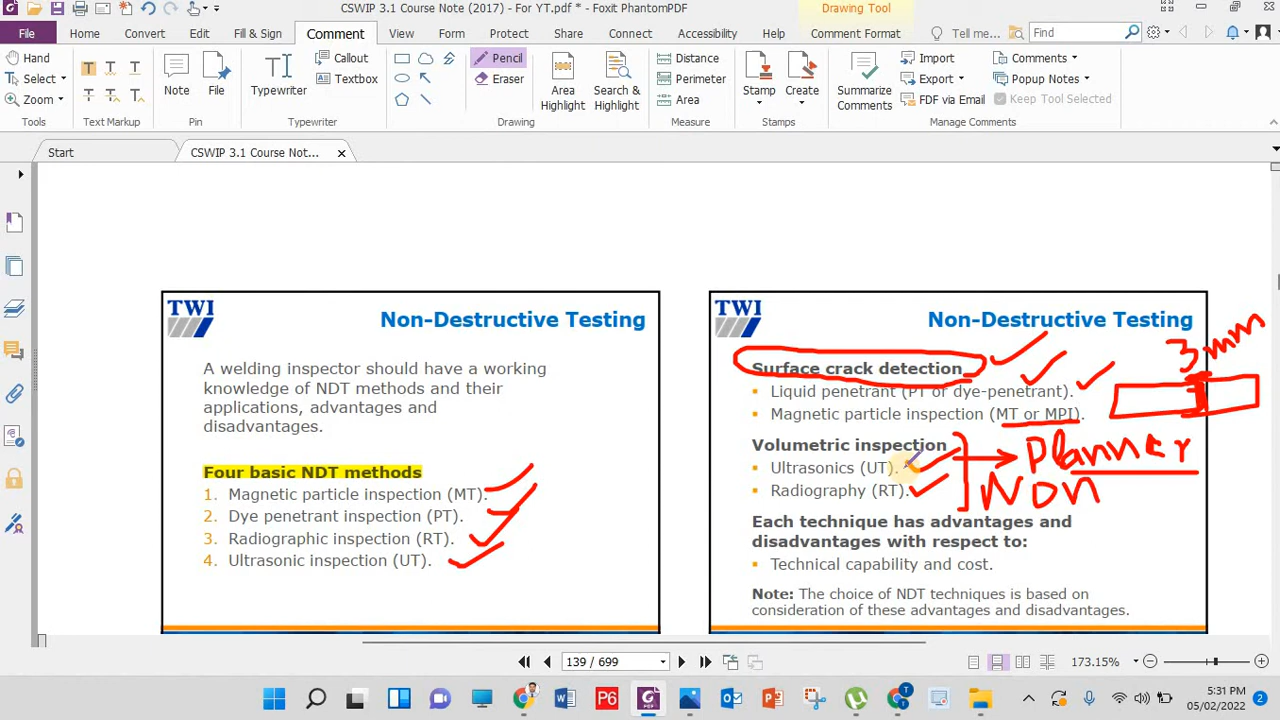 CSWIP 3.1 Course Note (2017) - For YT.* - Foxit PhantomPDF
Drawing Tool
File Home Convert Edit Fill & Sign Comment View Form Protect Share Connect Accessibility Help Comment Format Tell me... Find
Hand
Select
Zoom
Tools
Text Markup
Note
File
Pin
Typewriter
Callout
Textbox
Typewriter
Pencil
Eraser
Area Highlight
Search & Highlight
Drawing
Distance
Perimeter
Area
Measure
Stamp
Create
Stamps
Summarize Comments
Import
Export
FDF via Email
Comments
Popup Notes
Keep Tool Selected
Manage Comments
Start
CSWIP 3.1 Course Not...
TWI
Non-Destructive Testing
A welding inspector should have a working
knowledge of NDT methods and their
applications, advantages and
disadvantages.
Four basic NDT methods
1. Magnetic particle inspection (MT).
2. Dye penetrant inspection (PT).
3. Radiographic inspection (RT).
4. Ultrasonic inspection (UT).
TWI
Non-Destructive Testing
3mm
Surface crack detection
Liquid penetrant (PT or dye-penetrant).
Magnetic particle inspection (MT or MPI).
Volumetric inspection
Ultrasonics (UT).
Radiography (RT).
Planner
Non
Each technique has advantages and
disadvantages with respect to:
Technical capability and cost.
Note: The choice of NDT techniques is based on
consideration of these advantages and disadvantages.
139 / 699
173.15%
P6
T
5:31 PM
05/02/2022
2